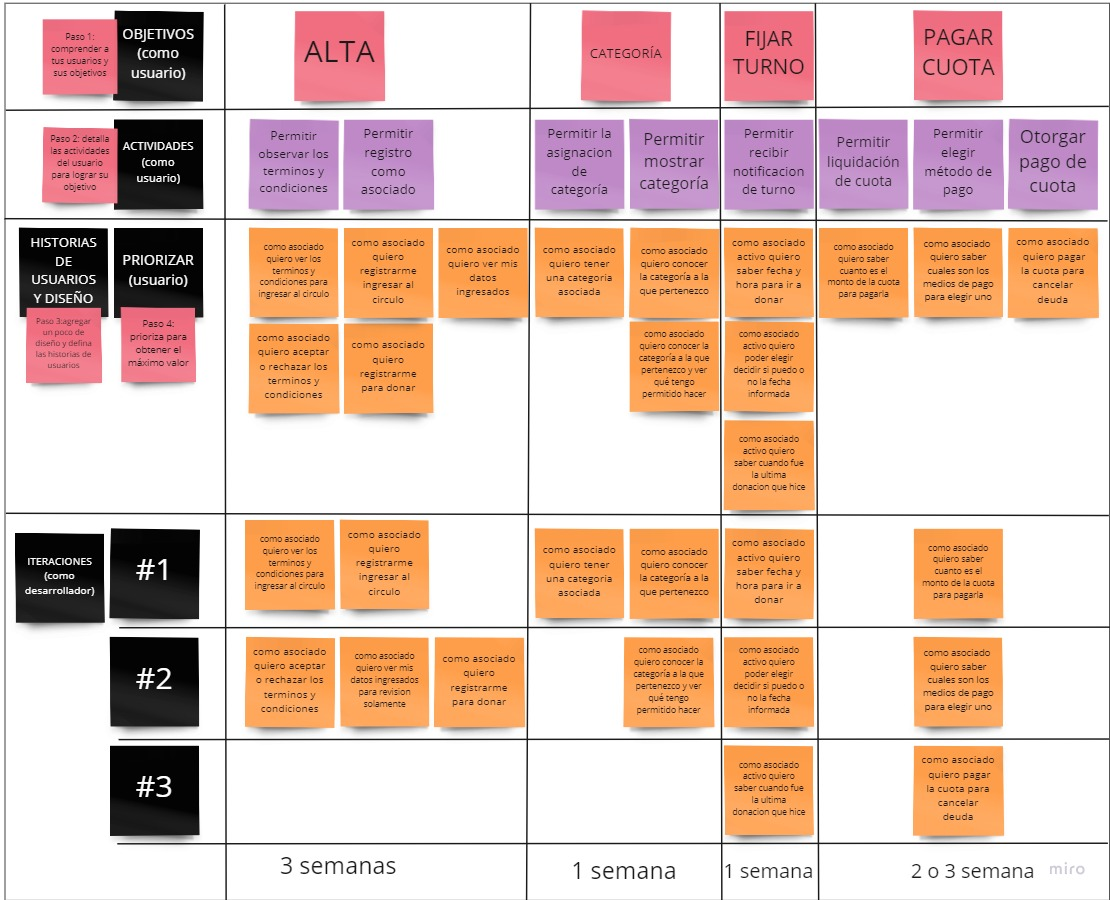 Paso 1:
comprender a
tus usuarios y
sus objetivos
OBJETIVOS
(como
usuario)
ALTA
CATEGORÍA
FIJAR
TURNO
PAGAR
CUOTA
Paso 2: detalla
las actividades
del usuario
para lograr su
objetivo
ACTIVIDADES
(como
usuario)
Permitir
observar los
terminos y
condiciones
Permitir
registro
como
asociado
Permitir la
asignacion
de
categoría
Permitir
mostrar
categoría
Permitir
recibir
notificacion
de turno
Permitir
liquidación
de cuota
Permitir
elegir
método de
pago
Otorgar
pago de
cuota
HISTORIAS
DE
USUARIOS
Y DISEÑO
PRIORIZAR
(usuario)
Paso 3:agregar
un poco de
diseño y defina
las historias de
usuarios
Paso 4:
prioriza para
obtener el
máximo valor
como asociado
quiero ver los
terminos y
condiciones para
ingresar al circulo
como asociado
quiero
registrarme
ingresar al
circulo
como asociado
quiero ver mis
datos
ingresados
como asociado
quiero tener
una categoria
asociada
como asociado
quiero conocer
la categoría a la
que pertenezco
como asociado
activo quiero
saber fecha y
hora para ir a
donar
como asociado
quiero saber
cuanto es el
monto de la cuota
para pagarla
como asociado
quiero saber
cuales son los
medios de pago
para elegir uno
como asociado
quiero pagar
la cuota para
cancelar
deuda
como asociado
quiero aceptar
o rechazar los
terminos y
condiciones
como asociado
quiero
registrarme
para donar
como asociado
quiero conocer la
categoría a la que
pertenezco y ver
qué tengo
permitido hacer
como asociado
activo quiero
poder elegir
decidir si puedo o
no la fecha
informada
como asociado
activo quiero
saber cuando fue
la ultima
donacion que hice
ITERACIONES
(como
desarrollador)
#1
como asociado
quiero ver los
terminos y
condiciones para
ingresar al circulo
como asociado
quiero
registrarme
ingresar al
circulo
como asociado
quiero tener
una categoria
asociada
como asociado
quiero conocer
la categoría a la
que pertenezco
como asociado
activo quiero
saber fecha y
hora para ir a
donar
como asociado
quiero saber
cuanto es el
monto de la cuota
para pagarla
#2
como asociado
quiero aceptar
o rechazar los
terminos y
condiciones
como asociado
quiero ver mis
datos ingresados
para revision
solamente
como asociado
quiero
registrarme
para donar
como asociado
quiero conocer la
categoría a la que
pertenezco y ver
qué tengo
permitido hacer
como asociado
activo quiero
poder elegir
decidir si puedo o
no la fecha
informada
como asociado
quiero saber
cuales son los
medios de pago
para elegir uno
#3
como asociado
activo quiero
saber cuando fue
la ultima
donacion que hice
como asociado
quiero pagar
la cuota para
cancelar
deuda
3 semanas
1 semana
1 semana
2 o 3 semana
miro